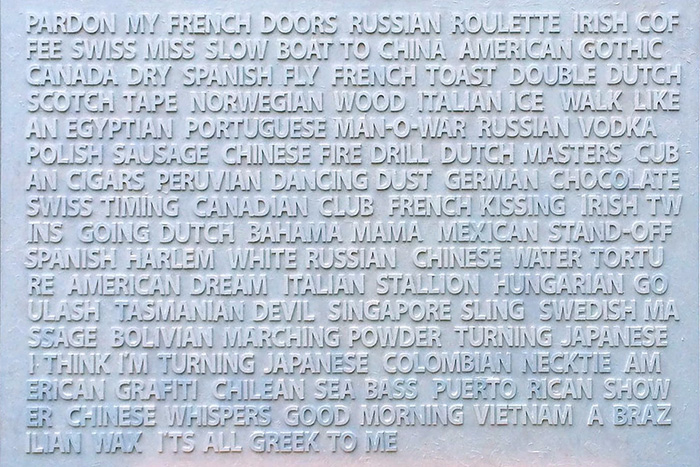 PARDON MY FRENCH DOORS RUSSIAN ROULETTE IRISH COF
FEE SWISS MISS SLOW BOAT TO CHINA AMERICAN GOTHIC
CANADA DRY SPANISH FLY FRENCH TOAST DOUBLE DUTCH
SCOTCH TAPE NORWEGIAN WOOD ITALIAN ICE WALK LIKE
AN EGYPTIAN PORTUGUESE MAN-O-WAR RUSSIAN VODKA
POLISH SAUSAGE CHINESE FIRE DRILL DUTCH MASTERS CUB
AN CIGARS PERUVIAN DANCING DUST GERMAN CHOCOLATE
SWISS TIMING CANADIAN CLUB FRENCH KISSING IRISH TW
INS GOING DUTCH BAHAMA MAMA MEXICAN STAND-OFF
SPANISH HARLEM WHITE RUSSIAN CHINESE WATER TORTU
RE AMERICAN DREAM ITALIAN STALLION HUNGARIAN GO
ULASH TASMANIAN DEVIL SINGAPORE SLING SWEDISH MA
SSAGE BOLIVIAN MARCHING POWDER TURNING JAPANESE
I THINK I'M TURNING JAPANESE COLOMBIAN NECKTIE AM
ERICAN GRAFITI CHILEAN SEA BASS PUERTO RICAN SHOW
ER CHINESE WHISPERS GOOD MORNING VIETNAM A BRAZ
ILIAN WAX I'TS ALL GREEK TO ME